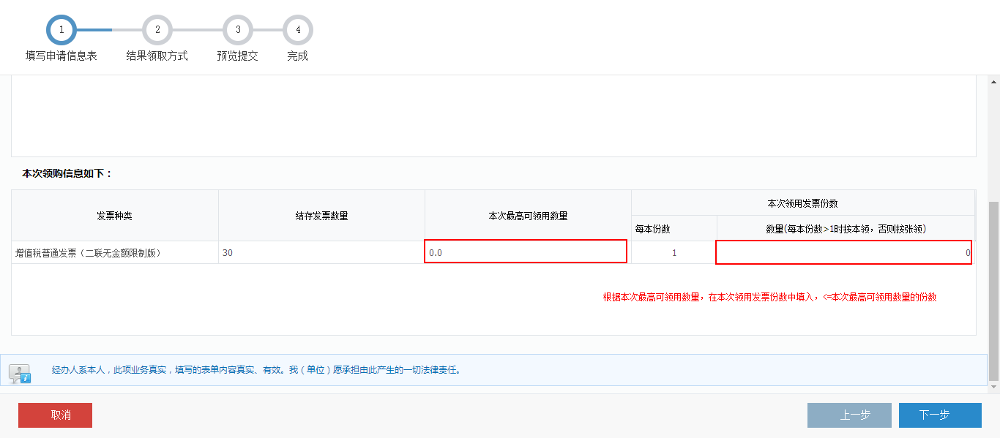 1 2 3 4
填写申请信息表 结果领取方式 预览提交 完成
本次领购信息如下：
发票种类 结存发票数量 本次最高可领用数量 本次领用发票份数
每本份数 数量(每本份数>1时按本领，否则按张领)
增值税普通发票（二联无金额限制版） 30 0.0 1 0
根据本次最高可领用数量，在本次领用发票份数中填入，<=本次最高可领用数量的份数
经办人系本人，此项业务真实，填写的表单内容真实、有效。我（单位）愿承担由此产生的一切法律责任。
取消 上一步 下一步